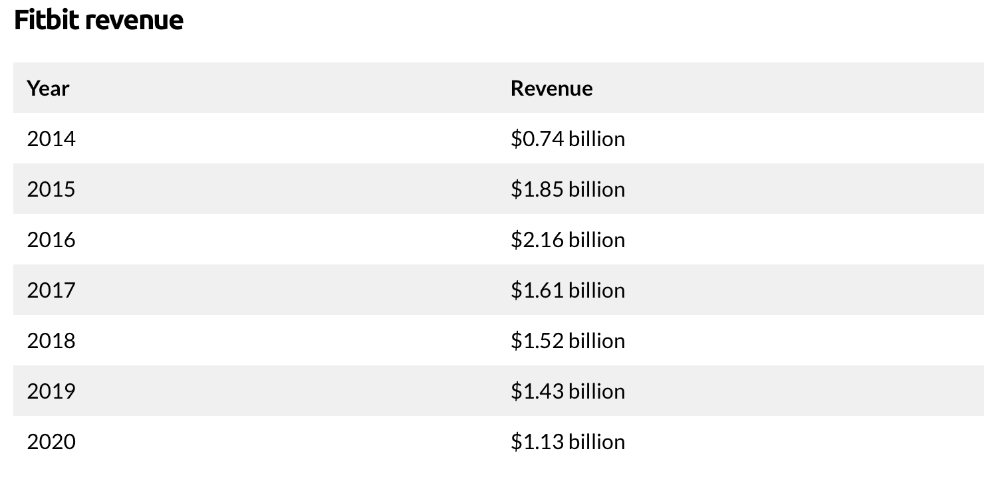 Fitbit revenue
Year Revenue
2014 $0.74 billion
2015 $1.85 billion
2016 $2.16 billion
2017 $1.61 billion
2018 $1.52 billion
2019 $1.43 billion
2020 $1.13 billion